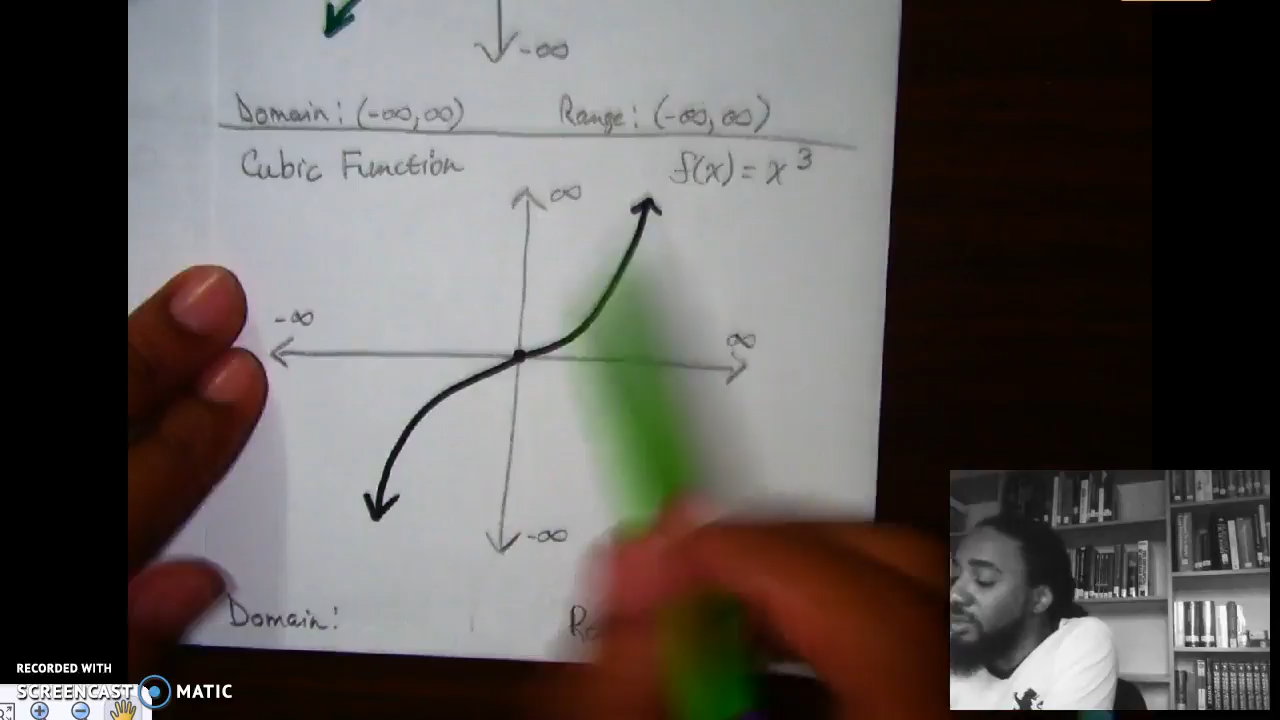 -∞
Domain: (-∞,∞) Range: (-∞,∞)
Cubic Function f(x) = x³
∞
-∞ ∞
-∞
Domain:
RECORDED WITH
SCREENCAST MATIC